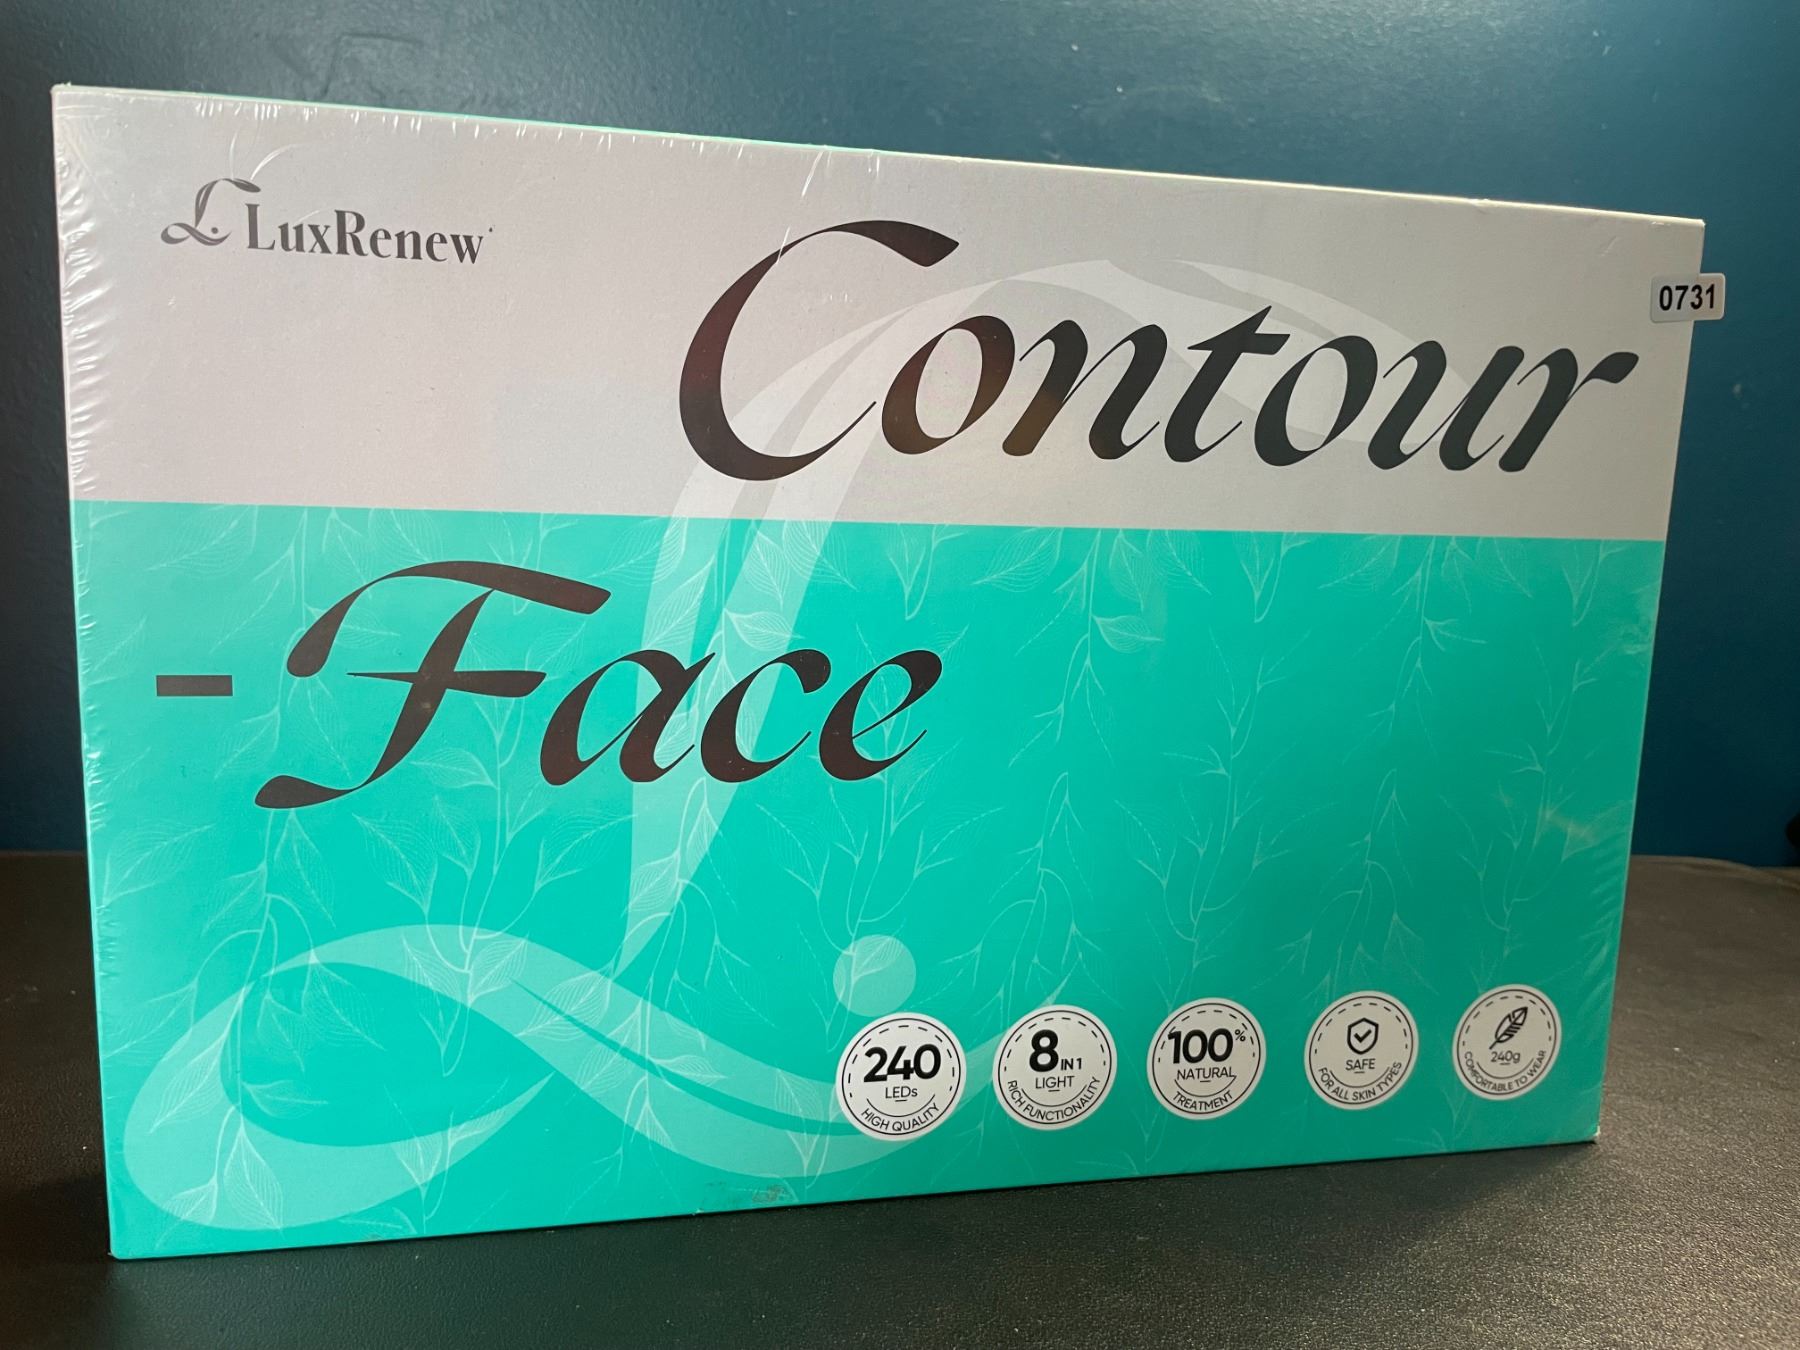 LuxRenew
Contour
0731
-Face
240
LEDs
HIGH QUALITY
8 IN 1
LIGHT
RICH FUNCTIONALITY
100%
NATURAL
TREATMENT
SAFE
FOR ALL SKIN TYPES
240g
COMFORTABLE TO WEAR